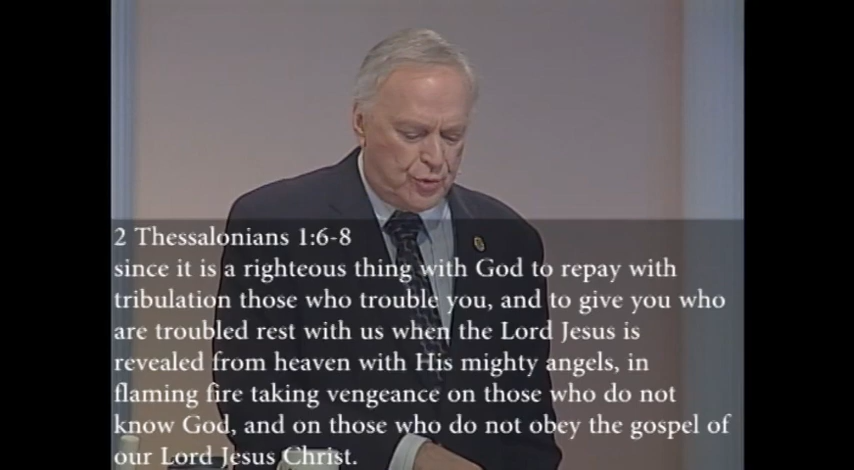 2 Thessalonians 1:6-8
since it is a righteous thing with God to repay with
tribulation those who trouble you, and to give you who
are troubled rest with us when the Lord Jesus is
revealed from heaven with His mighty angels, in
flaming fire taking vengeance on those who do not
know God, and on those who do not obey the gospel of
our Lord Jesus Christ.